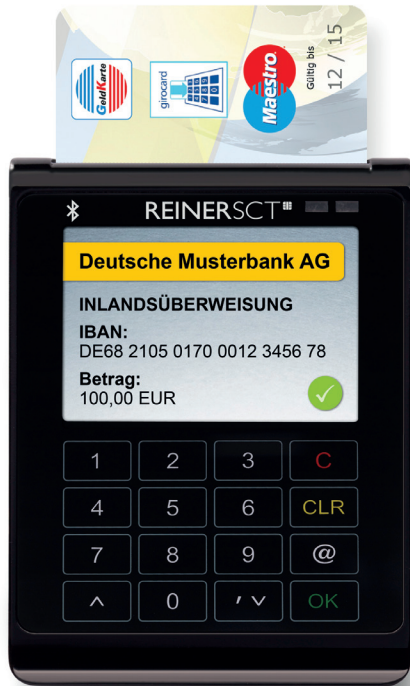 GeldKarte
girocard
Maestro
Gültig bis
12 / 15
REINERSCT
Deutsche Musterbank AG
INLANDSÜBERWEISUNG
IBAN:
DE68 2105 0170 0012 3456 78
Betrag:
100,00 EUR
1 2 3 C
4 5 6 CLR
7 8 9 @
0 OK